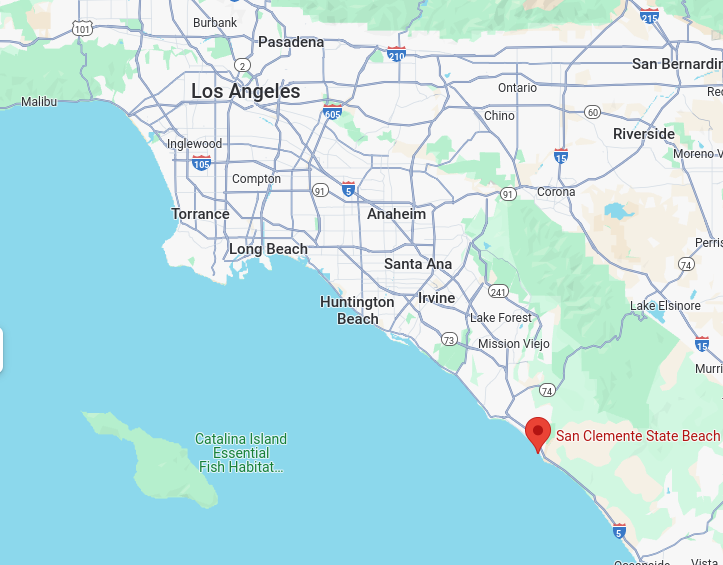 Burbank
101
215
Pasadena
210
San Bernardin
2
Los Angeles
Ontario
Malibu
605
Chino
60
Riverside
Inglewood
105
15
Moreno V
Compton
91
5
91
Corona
Torrance
Anaheim
Long Beach
Perris
Santa Ana
74
241
Huntington
Beach
Irvine
Lake Elsinore
Lake Forest
73
Mission Viejo
15
Murri
74
San Clemente State Beach
Catalina Island
Essential
Fish Habitat...
5
Oceanside
Vista